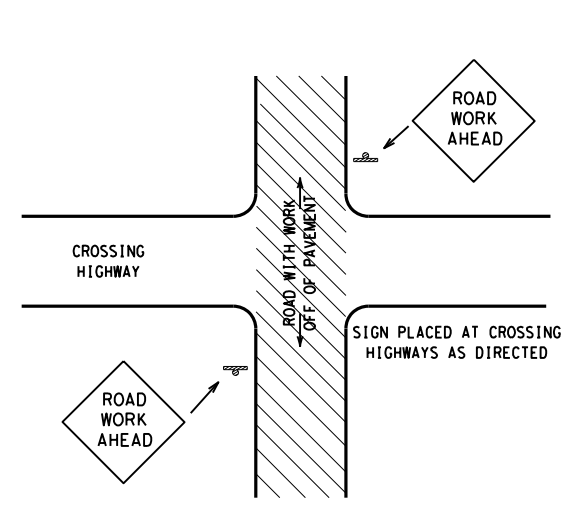 ROAD
WORK
AHEAD
ROAD WITH WORK
OFF OF PAVEMENT
CROSSING
HIGHWAY
SIGN PLACED AT CROSSING
HIGHWAYS AS DIRECTED
ROAD
WORK
AHEAD